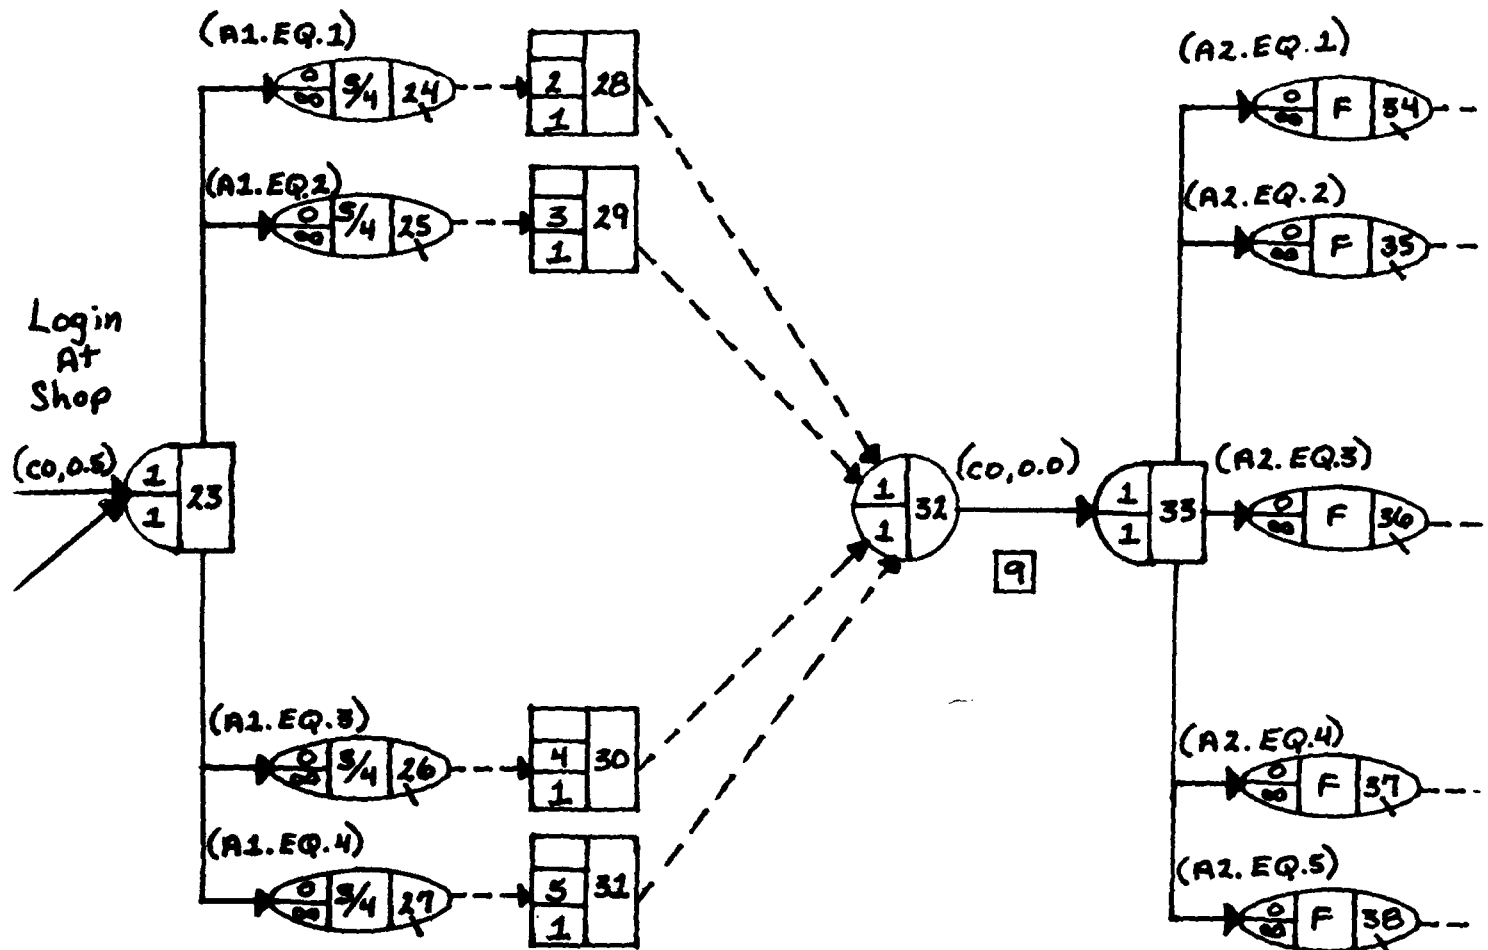 (A1.EQ.1)
0
∞
S/4
24
2
1
28
(A1.EQ.2)
0
∞
S/4
25
3
1
29
Login
At
Shop
(CO,0.5)
1
1
23
(A1.EQ.3)
0
∞
S/4
26
4
1
30
(A1.EQ.4)
0
∞
S/4
27
5
1
31
1
1
32
(CO,0.0)
9
1
1
33
(A2.EQ.1)
0
∞
F
34
(A2.EQ.2)
0
∞
F
35
(A2.EQ.3)
0
∞
F
36
(A2.EQ.4)
0
∞
F
37
(A2.EQ.5)
0
∞
F
38